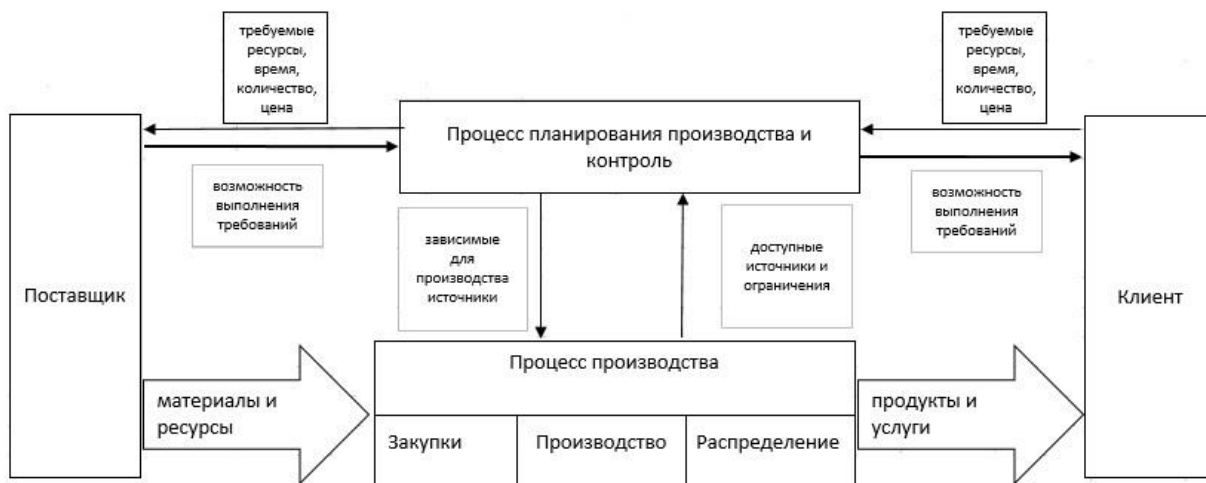 требуемые
ресурсы,
время,
количество,
цена
требуемые
ресурсы,
время,
количество,
цена
Процесс планирования производства и
контроль
возможность
выполнения
требований
возможность
выполнения
требований
зависимые
для
производства
источники
доступные
источники и
ограничения
Поставщик
Клиент
Процесс производства
материалы и
ресурсы
продукты и
услуги
Закупки
Производство
Распределение